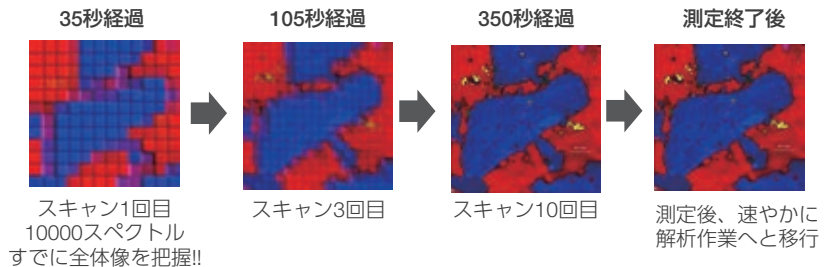 35秒経過
105秒経過
350秒経過
測定終了後
スキャン1回目
10000スペクトル
すでに全体像を把握!!
スキャン3回目
スキャン10回目
測定後、速やかに
解析作業へと移行